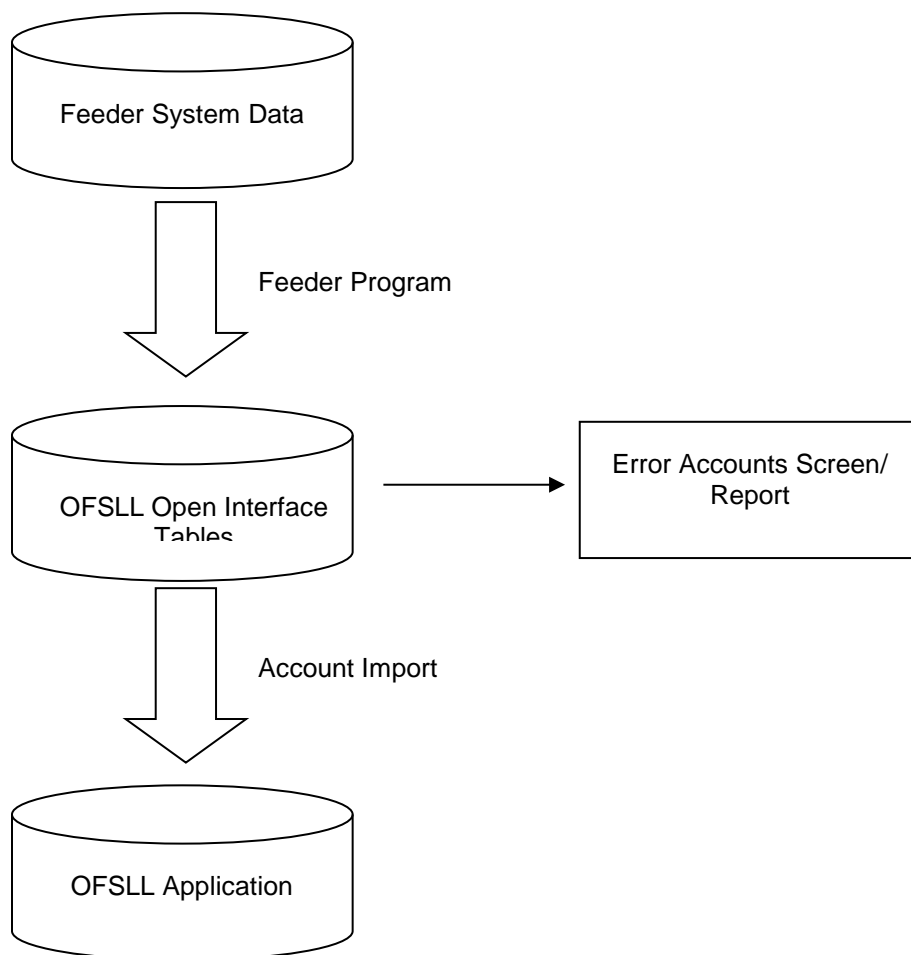 Feeder System Data
Feeder Program
OFSLL Open Interface
Tables
Error Accounts Screen/
Report
Account Import
OFSLL Application